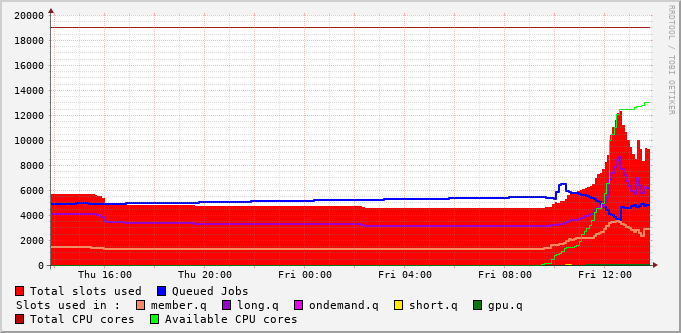 20000
18000
16000
14000
12000
10000
8000
6000
4000
2000
0
Thu 16:00 Thu 20:00 Fri 00:00 Fri 04:00 Fri 08:00 Fri 12:00
Total slots used Queued Jobs
Slots used in : member.q long.q ondemand.q short.q gpu.q
Total CPU cores Available CPU cores
RRDTOOL / TOBI OETIKER